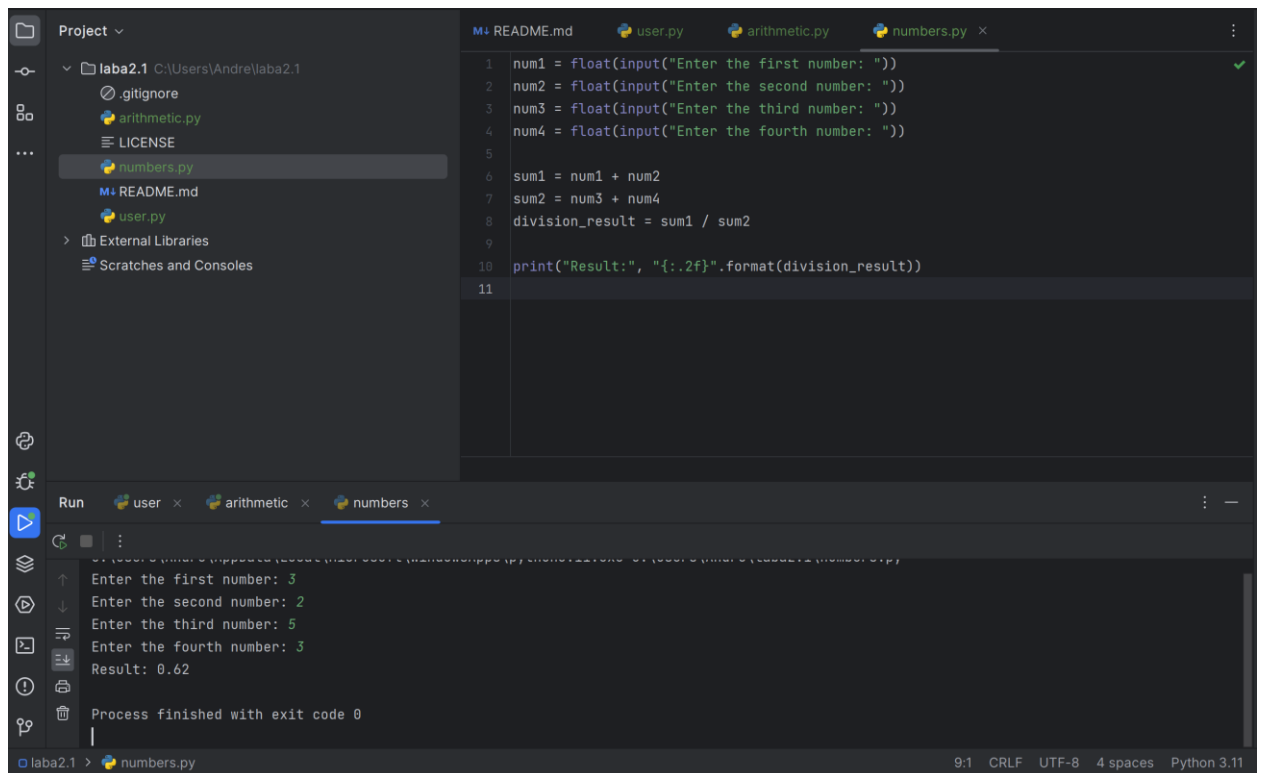 Project
laba2.1 C:\Users\Andre\laba2.1
.gitignore
arithmetic.py
LICENSE
numbers.py
M↓ README.md
user.py
External Libraries
Scratches and Consoles
M↓ README.md user.py arithmetic.py numbers.py ×
1 num1 = float(input("Enter the first number: "))
2 num2 = float(input("Enter the second number: "))
3 num3 = float(input("Enter the third number: "))
4 num4 = float(input("Enter the fourth number: "))
5
6 sum1 = num1 + num2
7 sum2 = num3 + num4
8 division_result = sum1 / sum2
9
10 print("Result:", "{:.2f}".format(division_result))
11
Run user × arithmetic × numbers ×
Enter the first number: 3
Enter the second number: 2
Enter the third number: 5
Enter the fourth number: 3
Result: 0.62
Process finished with exit code 0
laba2.1 > numbers.py 9:1 CRLF UTF-8 4 spaces Python 3.11